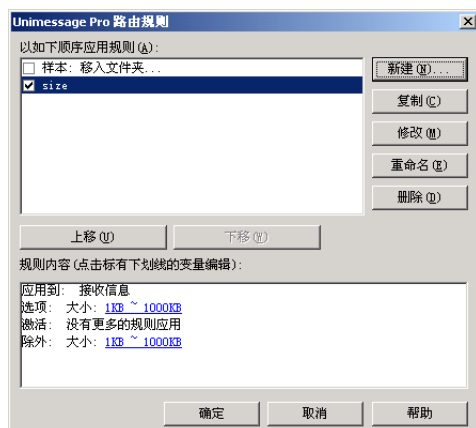 Unimessage Pro 路由规则
以如下顺序应用规则(A):
样本: 移入文件夹...
size
新建(N)...
复制(C)
修改(M)
重命名(E)
删除(D)
上移(U)
下移(W)
规则内容(点击标有下划线的变量编辑):
应用到: 接收信息
选项: 大小: 1KB ~ 1000KB
激活: 没有更多的规则应用
除外: 大小: 1KB ~ 1000KB
确定
取消
帮助